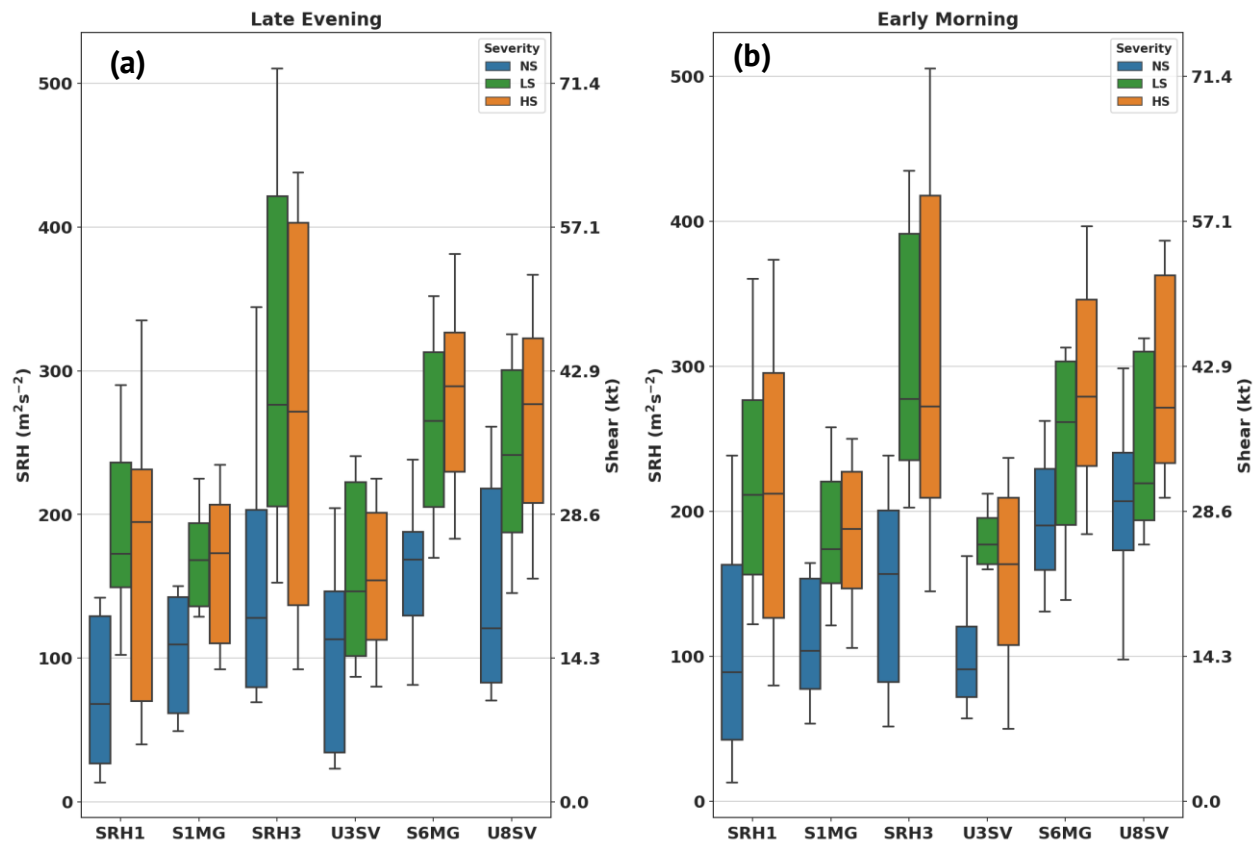 Late Evening
(a)
Severity
NS
LS
HS
500
400
300
200
100
0
SRH (m²s⁻²)
71.4
57.1
42.9
28.6
14.3
0.0
Shear (kt)
SRH1 S1MG SRH3 U3SV S6MG U8SV
Early Morning
(b)
Severity
NS
LS
HS
500
400
300
200
100
0
SRH (m²s⁻²)
71.4
57.1
42.9
28.6
14.3
0.0
Shear (kt)
SRH1 S1MG SRH3 U3SV S6MG U8SV